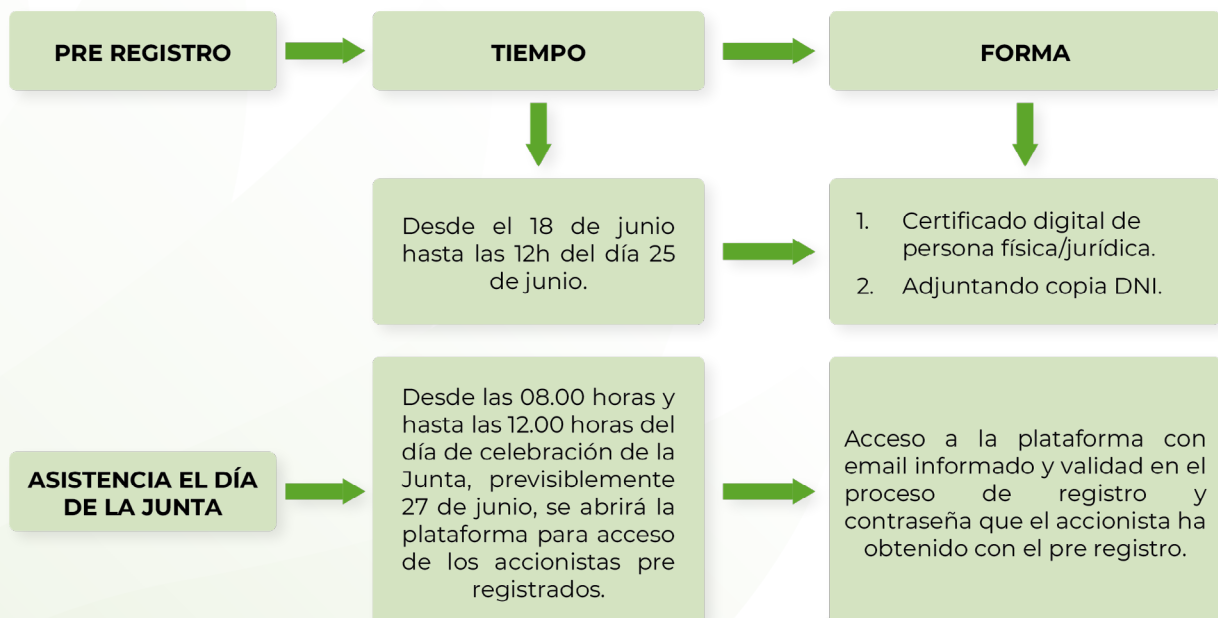 PRE REGISTRO
TIEMPO
FORMA
Desde el 18 de junio
hasta las 12h del día 25
de junio.
1. Certificado digital de
persona física/jurídica.
2. Adjuntando copia DNI.
ASISTENCIA EL DÍA
DE LA JUNTA
Desde las 08.00 horas y
hasta las 12.00 horas del
día de celebración de la
Junta, previsiblemente
27 de junio, se abrirá la
plataforma para acceso
de los accionistas pre
registrados.
Acceso a la plataforma con
email informado y validad en el
proceso de registro y
contraseña que el accionista ha
obtenido con el pre registro.